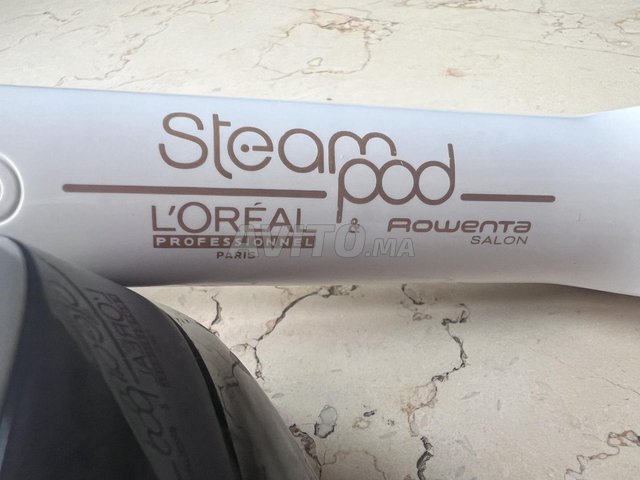 Steam
pod
L'ORÉAL & Rowenta
PROFESSIONNEL SALON
PARIS
AVITO.MA